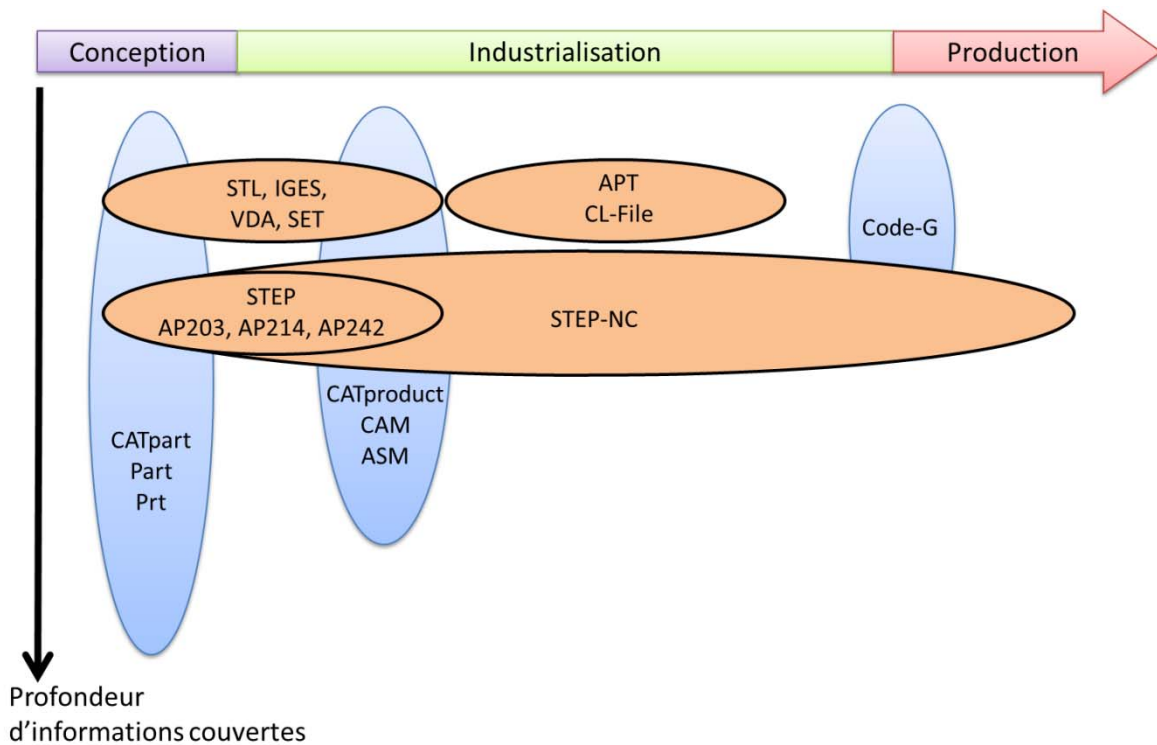 Conception
Industrialisation
Production
STL, IGES,
VDA, SET
APT
CL-File
Code-G
STEP
AP203, AP214, AP242
STEP-NC
CATproduct
CAM
ASM
CATpart
Part
Prt
Profondeur
d’informations couvertes